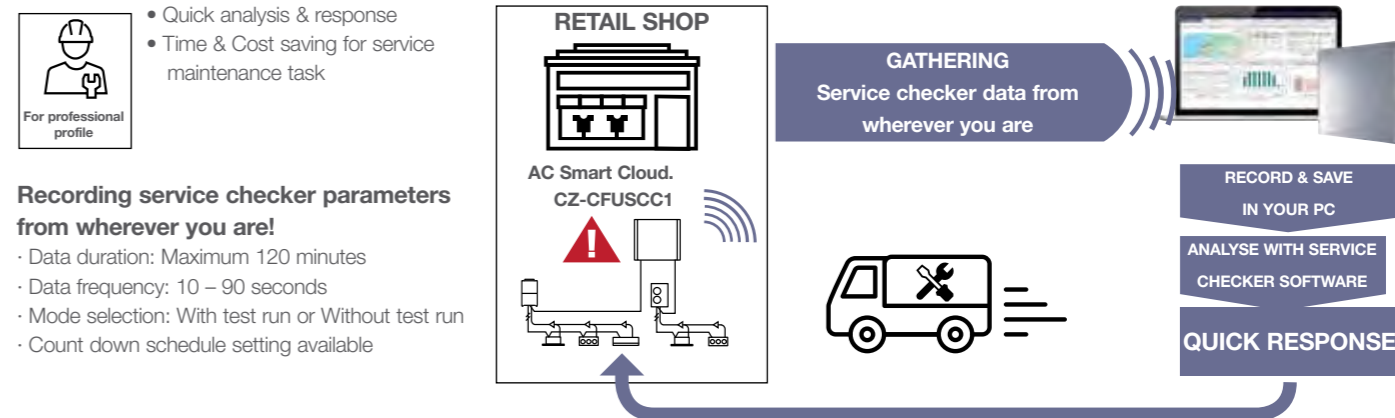 • Quick analysis & response
• Time & Cost saving for service
maintenance task
For professional
profile
Recording service checker parameters
from wherever you are!
· Data duration: Maximum 120 minutes
· Data frequency: 10 – 90 seconds
· Mode selection: With test run or Without test run
· Count down schedule setting available
RETAIL SHOP
AC Smart Cloud.
CZ-CFUSCC1
!
GATHERING
Service checker data from
wherever you are
RECORD & SAVE
IN YOUR PC
ANALYSE WITH SERVICE
CHECKER SOFTWARE
QUICK RESPONSE